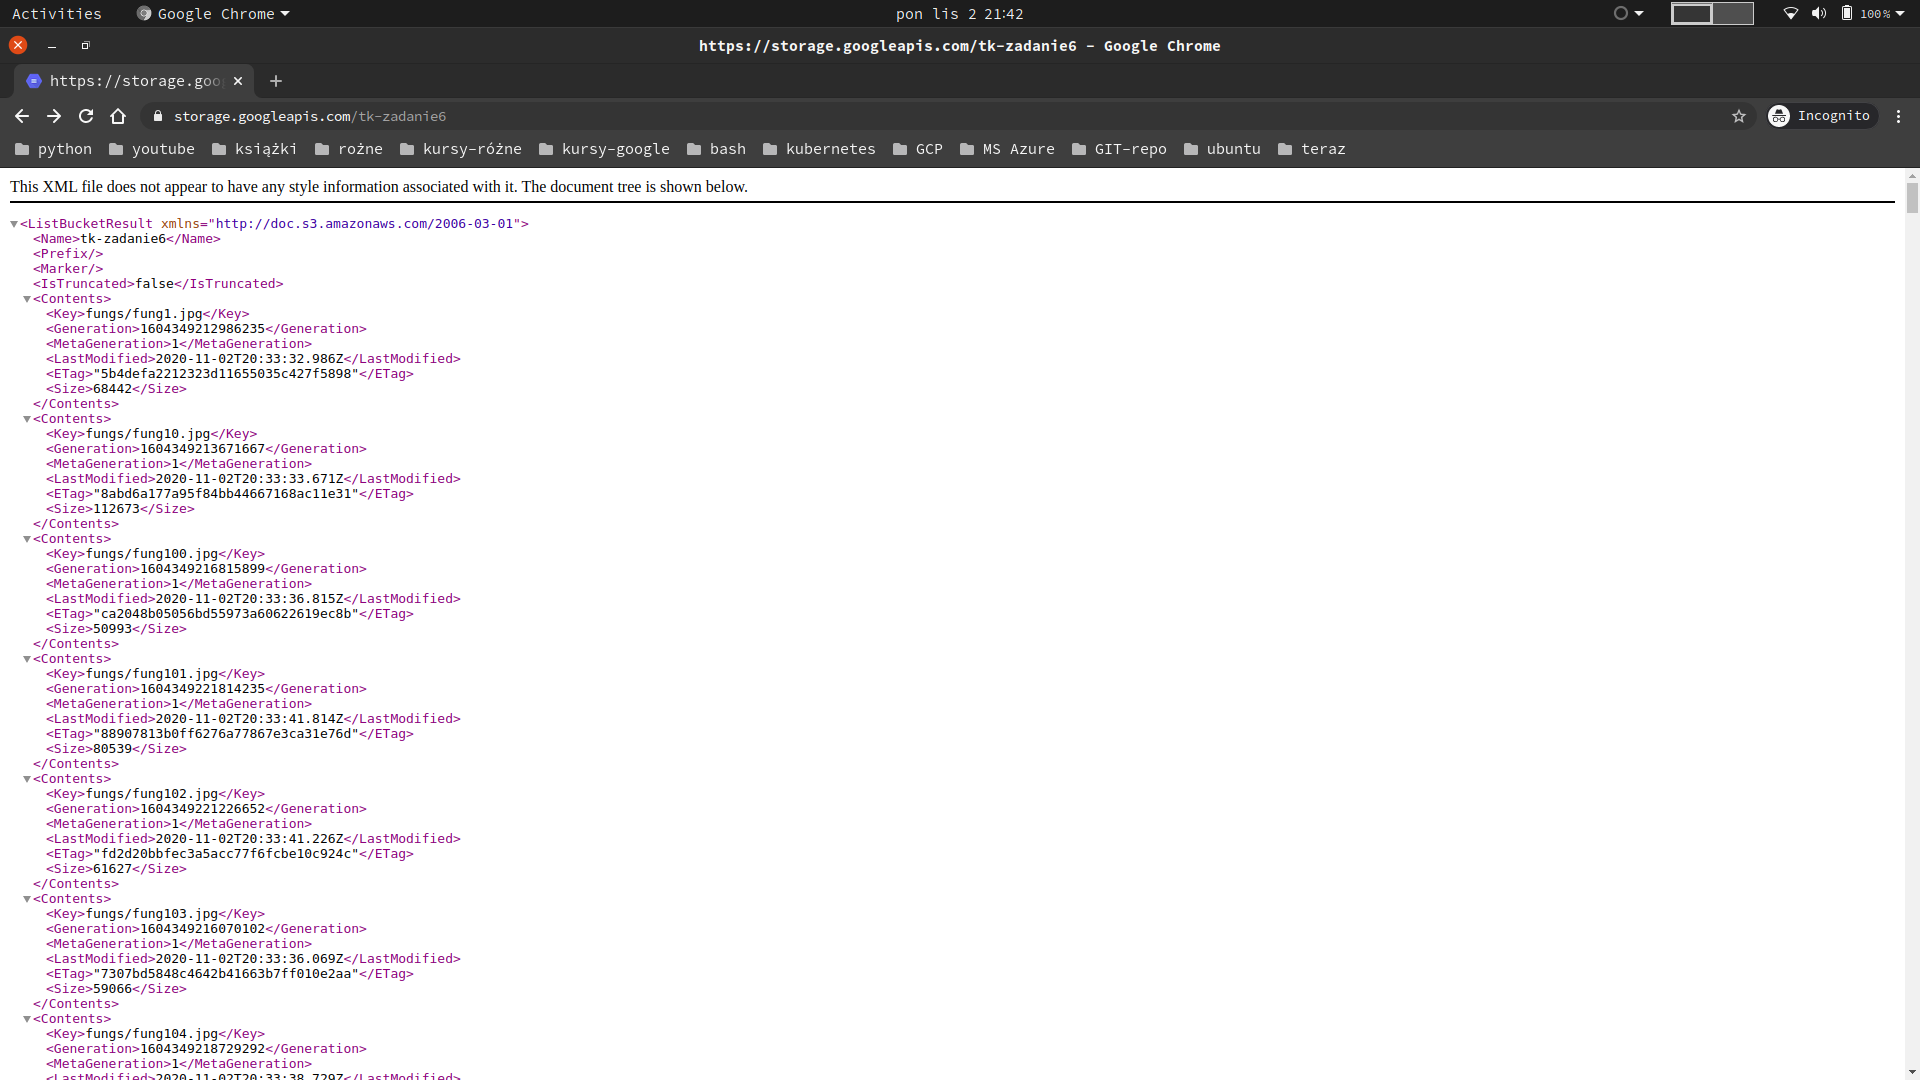 Activities Google Chrome pon lis 2 21:42 100%
https://storage.googleapis.com/tk-zadanie6 - Google Chrome
https://storage.goo
storage.googleapis.com/tk-zadanie6 Incognito
python youtube książki rożne kursy-różne kursy-google bash kubernetes GCP MS Azure GIT-repo ubuntu teraz
This XML file does not appear to have any style information associated with it. The document tree is shown below.
<ListBucketResult xmlns="http://doc.s3.amazonaws.com/2006-03-01">
<Name>tk-zadanie6</Name>
<Prefix/>
<Marker/>
<IsTruncated>false</IsTruncated>
<Contents>
<Key>fungs/fung1.jpg</Key>
<Generation>1604349212986235</Generation>
<MetaGeneration>1</MetaGeneration>
<LastModified>2020-11-02T20:33:32.986Z</LastModified>
<ETag>"5b4defa2212323d11655035c427f5898"</ETag>
<Size>68442</Size>
</Contents>
<Contents>
<Key>fungs/fung10.jpg</Key>
<Generation>1604349213671667</Generation>
<MetaGeneration>1</MetaGeneration>
<LastModified>2020-11-02T20:33:33.671Z</LastModified>
<ETag>"8abd6a177a95f84bb44667168ac11e31"</ETag>
<Size>112673</Size>
</Contents>
<Contents>
<Key>fungs/fung100.jpg</Key>
<Generation>1604349216815899</Generation>
<MetaGeneration>1</MetaGeneration>
<LastModified>2020-11-02T20:33:36.815Z</LastModified>
<ETag>"ca2048b05056bd55973a60622619ec8b"</ETag>
<Size>50993</Size>
</Contents>
<Contents>
<Key>fungs/fung101.jpg</Key>
<Generation>1604349221814235</Generation>
<MetaGeneration>1</MetaGeneration>
<LastModified>2020-11-02T20:33:41.814Z</LastModified>
<ETag>"88907813b0ff6276a77867e3ca31e76d"</ETag>
<Size>80539</Size>
</Contents>
<Contents>
<Key>fungs/fung102.jpg</Key>
<Generation>1604349221226652</Generation>
<MetaGeneration>1</MetaGeneration>
<LastModified>2020-11-02T20:33:41.226Z</LastModified>
<ETag>"fd2d20bbfec3a5acc77f6fcbe10c924c"</ETag>
<Size>61627</Size>
</Contents>
<Contents>
<Key>fungs/fung103.jpg</Key>
<Generation>1604349216070102</Generation>
<MetaGeneration>1</MetaGeneration>
<LastModified>2020-11-02T20:33:36.069Z</LastModified>
<ETag>"7307bd5848c4642b41663b7ff010e2aa"</ETag>
<Size>59066</Size>
</Contents>
<Contents>
<Key>fungs/fung104.jpg</Key>
<Generation>1604349218729292</Generation>
<MetaGeneration>1</MetaGeneration>
<LastModified>2020-11-02T20:33:38.729Z</LastModified>